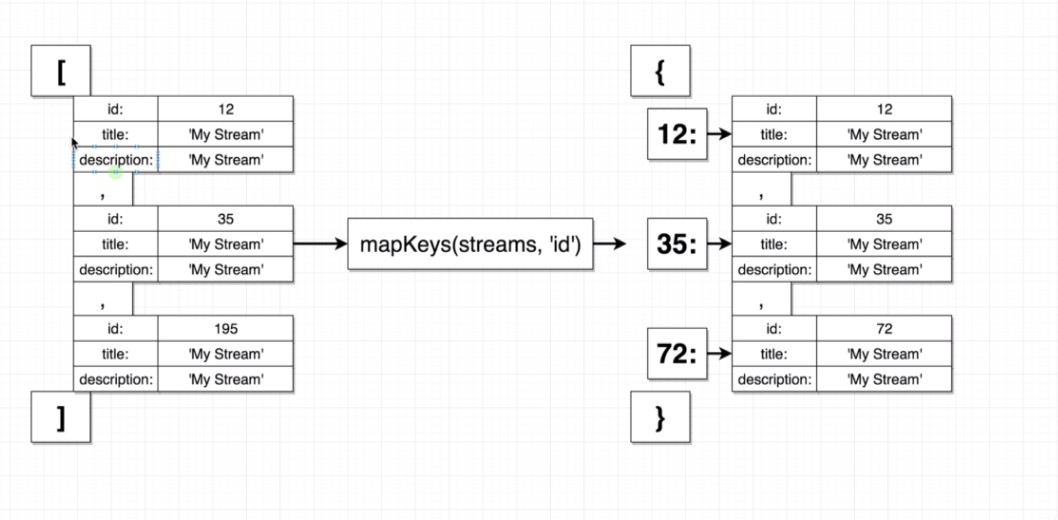 [
id: 12
title: 'My Stream'
description: 'My Stream'
,
id: 35
title: 'My Stream'
description: 'My Stream'
,
id: 195
title: 'My Stream'
description: 'My Stream'
]
mapKeys(streams, 'id')
{
12:
id: 12
title: 'My Stream'
description: 'My Stream'
,
35:
id: 35
title: 'My Stream'
description: 'My Stream'
,
72:
id: 72
title: 'My Stream'
description: 'My Stream'
}